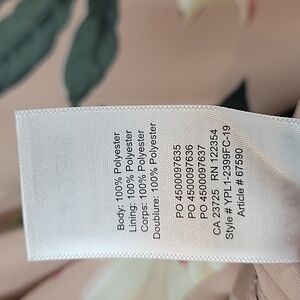 Body: 100% Polyester
Lining: 100% Polyester
Corps: 100% Polyester
Doublure: 100% Polyester
PO 4500097635
PO 4500097636
PO 4500097637
CA 23725 RN 122354
Style # YPL1-2399FC-19
Article # 67590